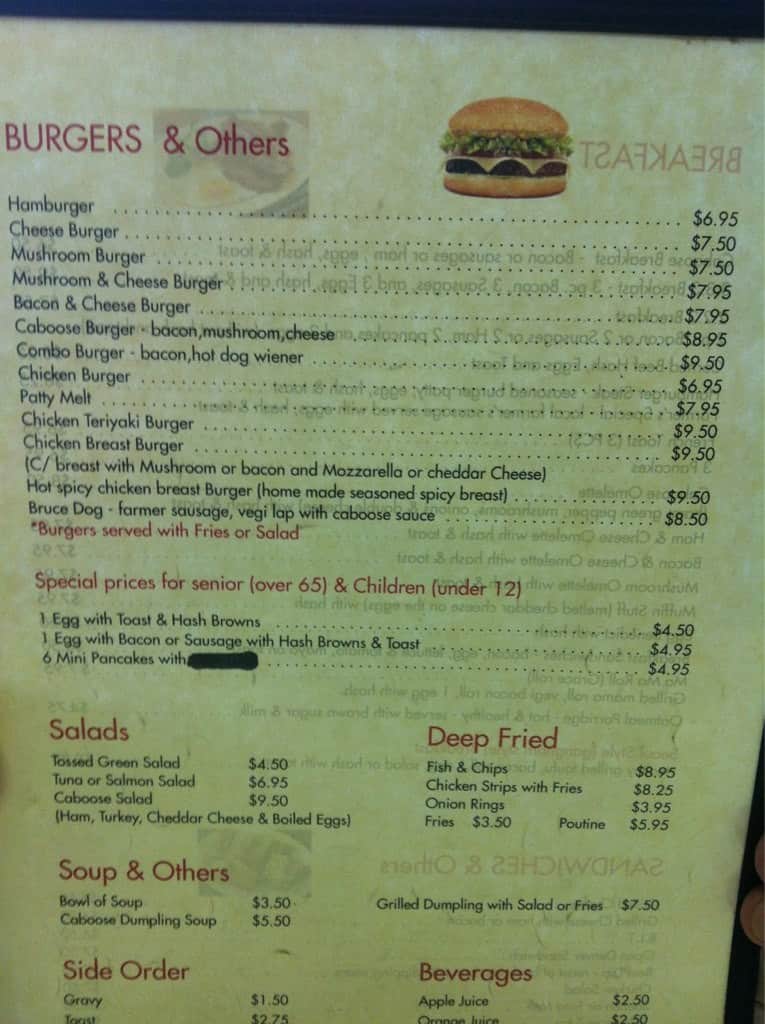 BURGERS & Others
Hamburger $6.95
Cheese Burger $7.50
Mushroom Burger $7.50
Mushroom & Cheese Burger $7.95
Bacon & Cheese Burger $7.95
Caboose Burger - bacon,mushroom,cheese $8.95
Combo Burger - bacon,hot dog wiener $9.50
Chicken Burger $6.95
Patty Melt $7.95
Chicken Teriyaki Burger $9.50
Chicken Breast Burger $9.50
(C/ breast with Mushroom or bacon and Mozzarella or cheddar Cheese)
Hot spicy chicken breast Burger (home made seasoned spicy breast) $9.50
Bruce Dog - farmer sausage, vegi lap with caboose sauce $8.50
*Burgers served with Fries or Salad
Special prices for senior (over 65) & Children (under 12)
1 Egg with Toast & Hash Browns $4.50
1 Egg with Bacon or Sausage with Hash Browns & Toast $4.95
6 Mini Pancakes with $4.95
Salads
Tossed Green Salad $4.50
Tuna or Salmon Salad $6.95
Caboose Salad $9.50
(Ham, Turkey, Cheddar Cheese & Boiled Eggs)
Deep Fried
Fish & Chips $8.95
Chicken Strips with Fries $8.25
Onion Rings $3.95
Fries $3.50 Poutine $5.95
Soup & Others
Bowl of Soup $3.50
Caboose Dumpling Soup $5.50
Grilled Dumpling with Salad or Fries $7.50
Side Order
Gravy $1.50
Toast $2.75
Beverages
Apple Juice $2.50
Orange Juice $2.50